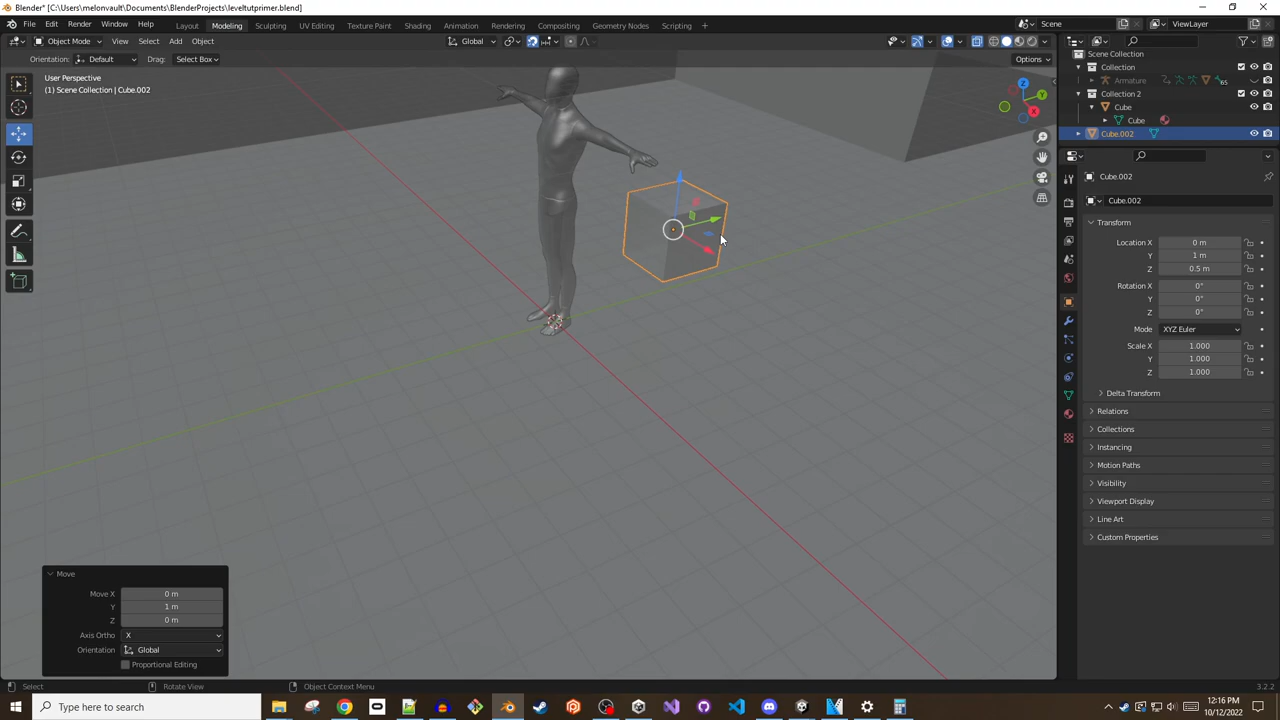 Blender* [C:\Users\melonvault\Documents\BlenderProjects\leveltutprimer.blend]
File Edit Render Window Help Layout Modeling Sculpting UV Editing Texture Paint Shading Animation Rendering Compositing Geometry Nodes Scripting + Scene ViewLayer
Object Mode View Select Add Object Global
Orientation: Default Drag: Select Box Options
User Perspective
(1) Scene Collection | Cube.002
Z
Y
X
Scene Collection
Collection
Armature 65
Collection 2
Cube
Cube
Cube.002
Cube.002
Cube.002
Transform
Location X 0 m
Y 1 m
Z 0.5 m
Rotation X 0°
Y 0°
Z 0°
Mode XYZ Euler
Scale X 1.000
Y 1.000
Z 1.000
Delta Transform
Relations
Collections
Instancing
Motion Paths
Visibility
Viewport Display
Line Art
Custom Properties
Move
Move X 0 m
Y 1 m
Z 0 m
Axis Ortho X
Orientation Global
Proportional Editing
Select Rotate View Object Context Menu 3.2.2
Type here to search
12:16 PM
10/12/2022